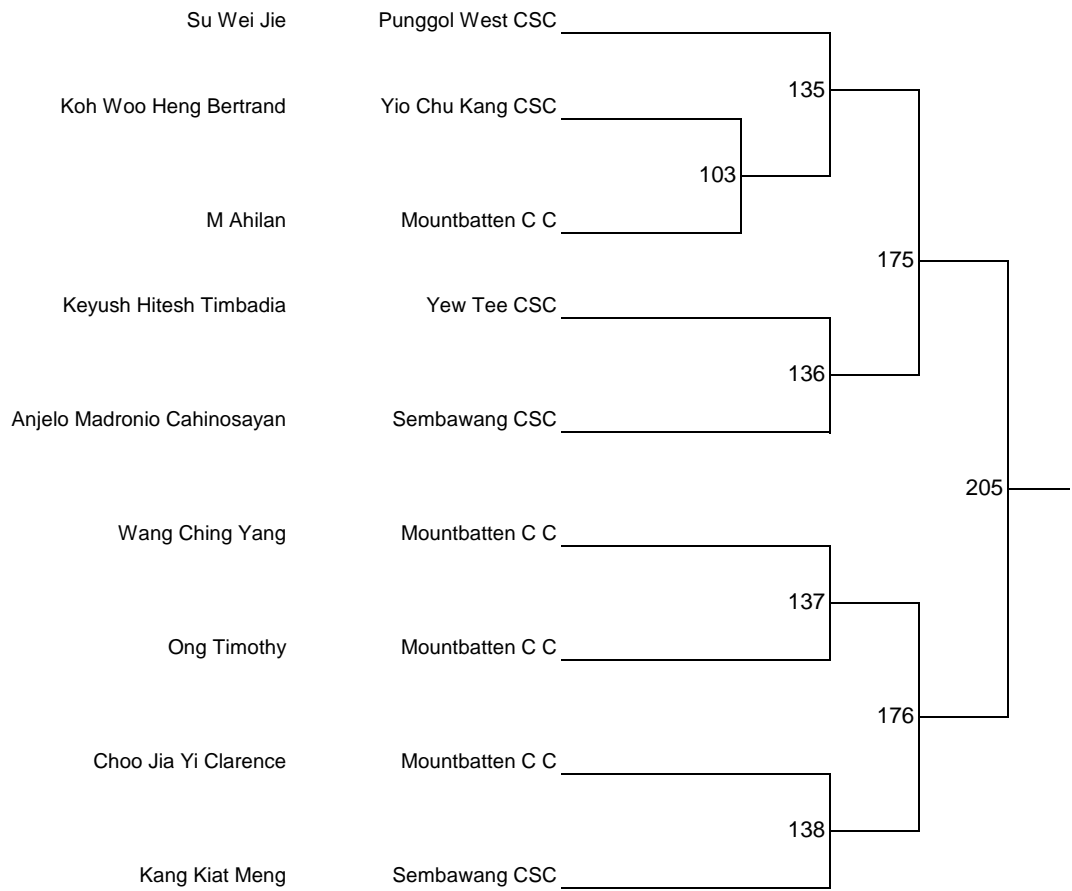 Su Wei Jie Punggol West CSC
135
Koh Woo Heng Bertrand Yio Chu Kang CSC
103
M Ahilan Mountbatten C C
175
Keyush Hitesh Timbadia Yew Tee CSC
136
Anjelo Madronio Cahinosayan Sembawang CSC
205
Wang Ching Yang Mountbatten C C
137
Ong Timothy Mountbatten C C
176
Choo Jia Yi Clarence Mountbatten C C
138
Kang Kiat Meng Sembawang CSC